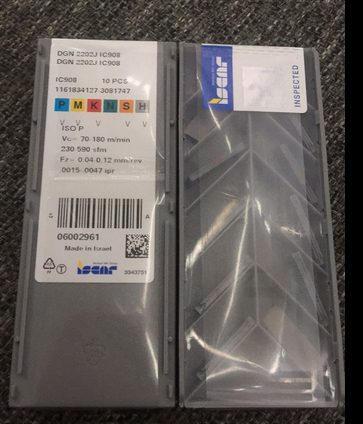 DGN 2202J IC908
DGN 2202J IC908
IC908 10 PCS
1161834127-3081747
P M K N S H
V V V V V
ISO P
Vc= 70-180 m/min
230-590 sfm
Fz= 0.04-0.12 mm/rev
.0015-.0047 ipr
06002961
Made in Israel
iscar
3343751
iscar
INSPECTED